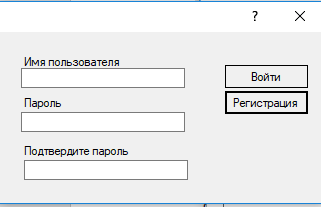 ?
Имя пользователя
Войти
Пароль
Регистрация
Подтвердите пароль